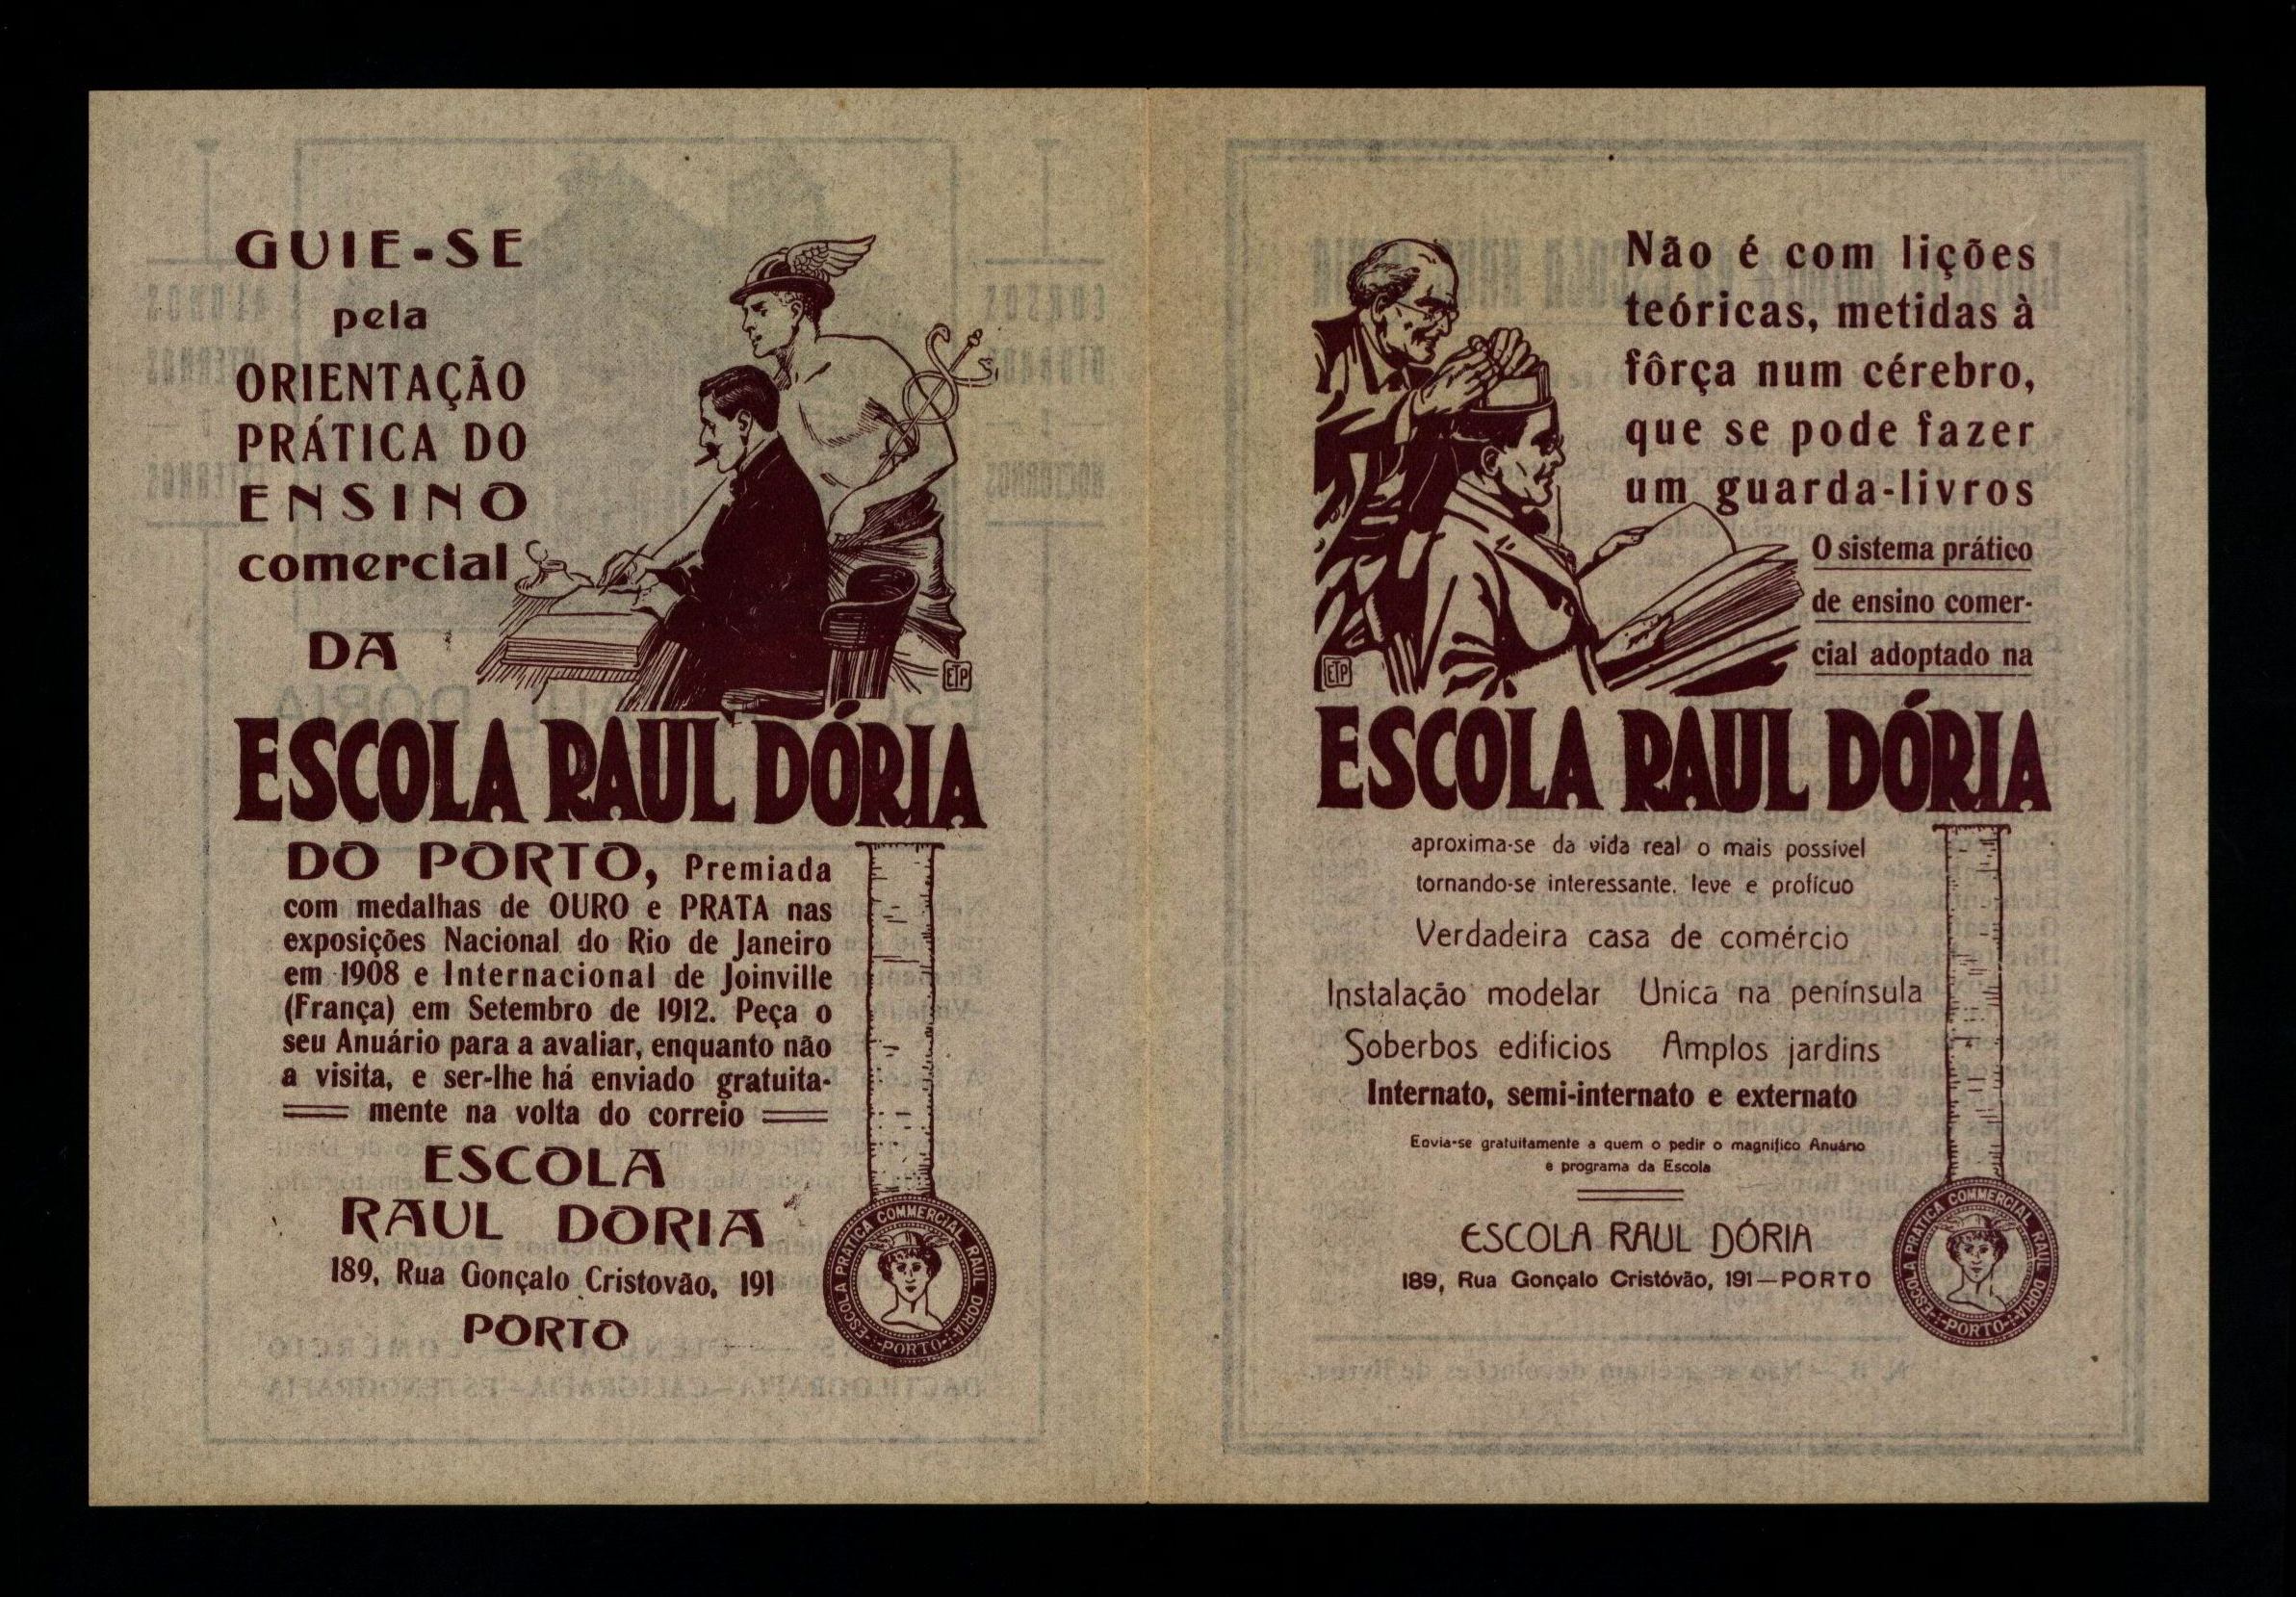 GUIE-SE
pela
ORIENTAÇÃO
PRÁTICA DO
ENSINO
comercial
DA
ETP
ESCOLA RAUL DÓRIA
DO PORTO, Premiada
com medalhas de OURO e PRATA nas
exposições Nacional do Rio de Janeiro
em 1908 e Internacional de Joinville
(França) em Setembro de 1912. Peça o
seu Anuário para a avaliar, enquanto não
a visita, e ser-lhe há enviado gratuita-
mente na volta do correio
ESCOLA
RAUL DORIA
189, Rua Gonçalo Cristovão, 191
PORTO
ESCOLA PRATICA COMMERCIAL RAUL DORIA
PORTO
Não é com lições
teóricas, metidas à
fôrça num cérebro,
que se pode fazer
um guarda-livros
O sistema prático
de ensino comer-
cial adoptado na
ETP
ESCOLA RAUL DÓRIA
aproxima-se da vida real o mais possível
tornando-se interessante, leve e profícuo
Verdadeira casa de comércio
Instalação modelar Unica na península
Soberbos edificios Amplos jardins
Internato, semi-internato e externato
Envia-se gratuitamente a quem o pedir o magnifico Anuário
e programa da Escola
ESCOLA RAUL DÓRIA
189, Rua Gonçalo Cristóvão, 191—PORTO
ESCOLA PRATICA COMMERCIAL RAUL DORIA
PORTO